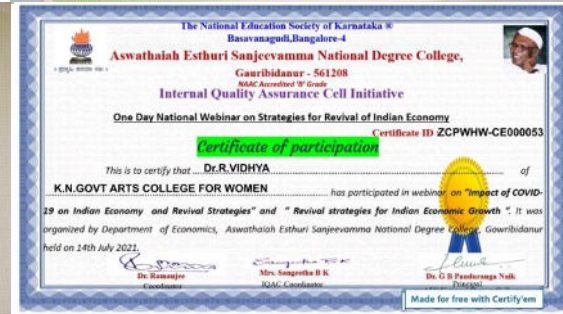 The National Education Society of Karnataka ®
Basavanagudi,Bangalore-4
Aswathaiah Esthuri Sanjeevamma National Degree College,
Gauribidanur - 561208
NAAC Accredited 'B' Grade
Internal Quality Assurance Cell Initiative
One Day National Webinar on Strategies for Revival of Indian Economy
Certificate ID :ZCPWHW-CE000053
Certificate of participation
This is to certify that ... Dr.R.VIDHYA ... of
K.N.GOVT ARTS COLLEGE FOR WOMEN ... has participated in webinar on "Impact of COVID-
19 on Indian Economy and Revival Strategies" and " Revival strategies for Indian Economic Growth ". It was
organized by Department of Economics, Aswathaiah Esthuri Sanjeevamma National Degree College, Gowribidanur
held on 14th July 2021.
Dr. Ramanjee
Coordinator
Mrs. Sangeetha B K
IQAC Coordinator
Dr. G B Panduranga Naik
Principal
Made for free with Certify'em